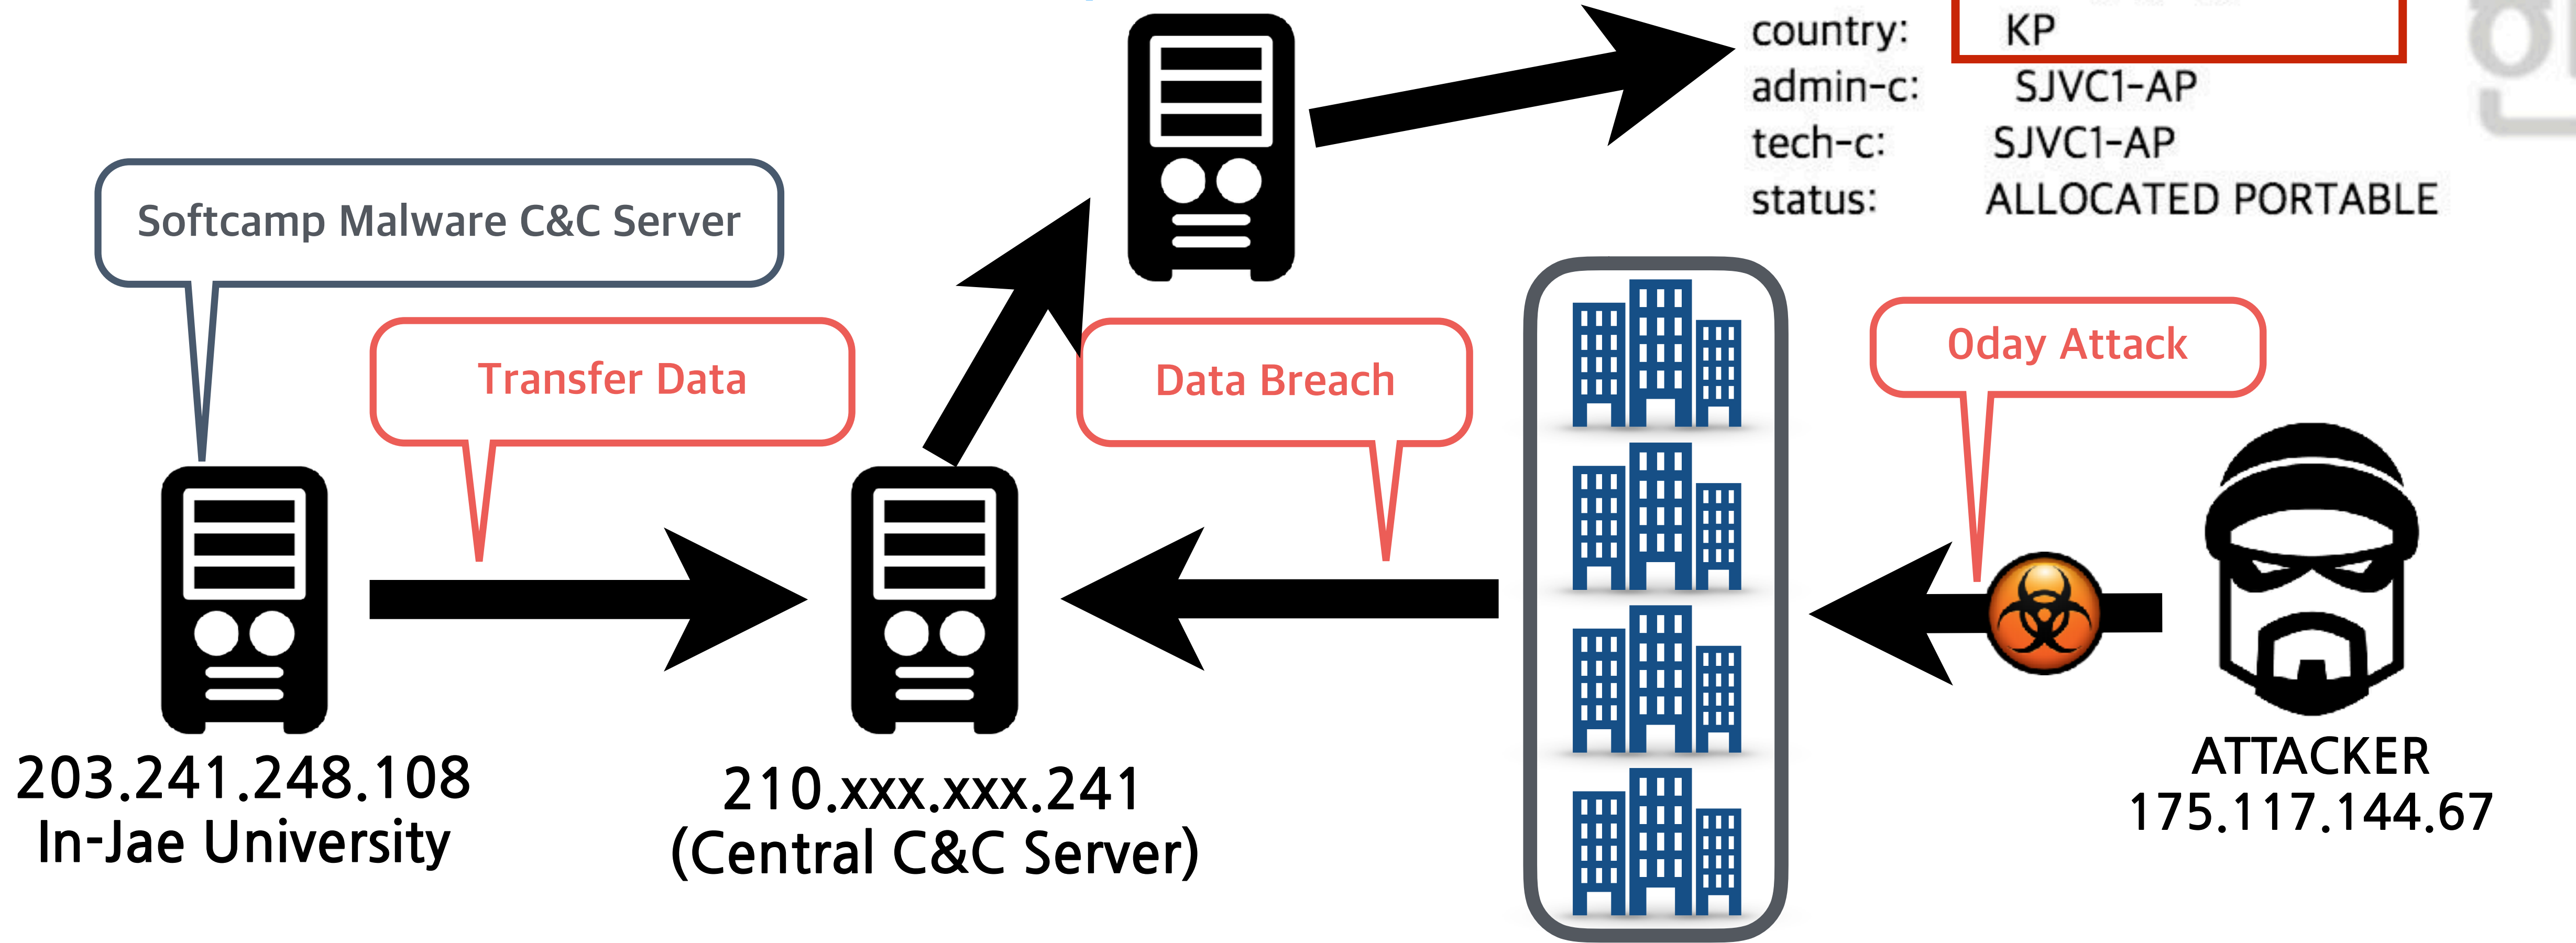 country: KP
admin-c: SJVC1-AP
tech-c: SJVC1-AP
status: ALLOCATED PORTABLE
Softcamp Malware C&C Server
Transfer Data
Data Breach
0day Attack
203.241.248.108
In-Jae University
210.xxx.xxx.241
(Central C&C Server)
ATTACKER
175.117.144.67